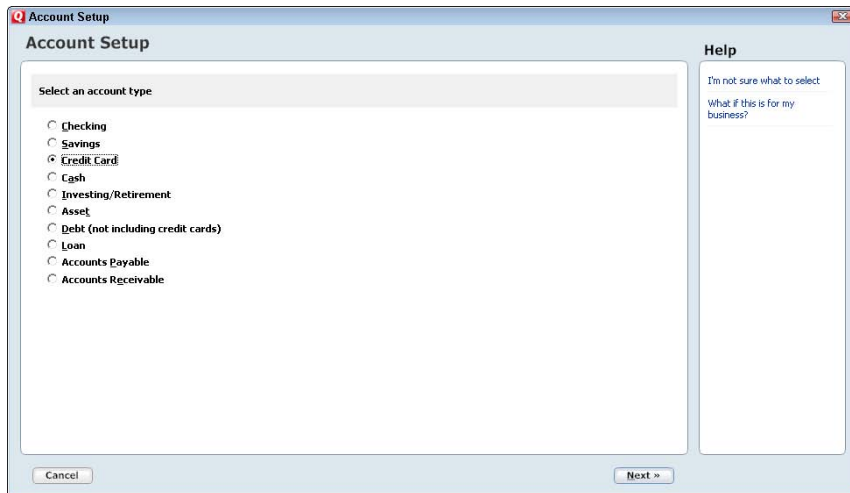 Account Setup
Account Setup
Help
Select an account type
Checking
Savings
Credit Card
Cash
Investing/Retirement
Asset
Debt (not including credit cards)
Loan
Accounts Payable
Accounts Receivable
I'm not sure what to select
What if this is for my
business?
Cancel
Next »